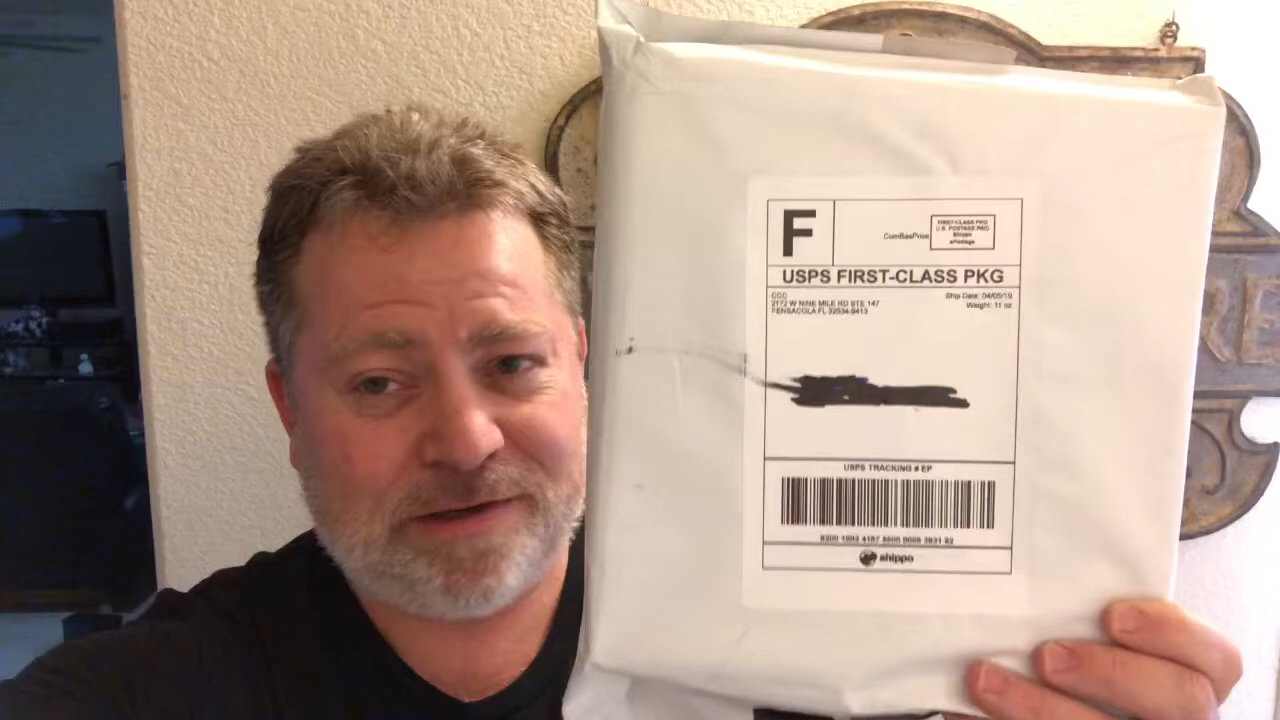 F
ComBasPrice
FIRST-CLASS PKG
U.S. POSTAGE PAID
Shippo
ePostage
USPS FIRST-CLASS PKG
CCC
2172 W NINE MILE RD STE 147
PENSACOLA FL 32534-9413
Ship Date: 04/05/19
Weight: 11 oz
USPS TRACKING # EP
shippo
RE